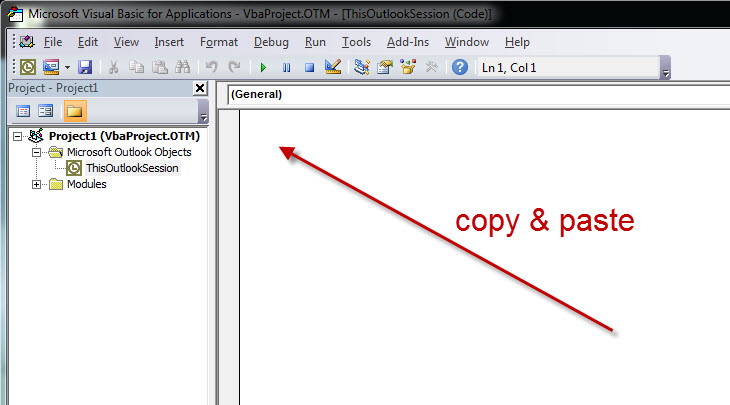 Microsoft Visual Basic for Applications - VbaProject.OTM - [ThisOutlookSession (Code)]
File Edit View Insert Format Debug Run Tools Add-Ins Window Help
Ln 1, Col 1
Project - Project1
(General)
Project1 (VbaProject.OTM)
Microsoft Outlook Objects
ThisOutlookSession
Modules
copy & paste